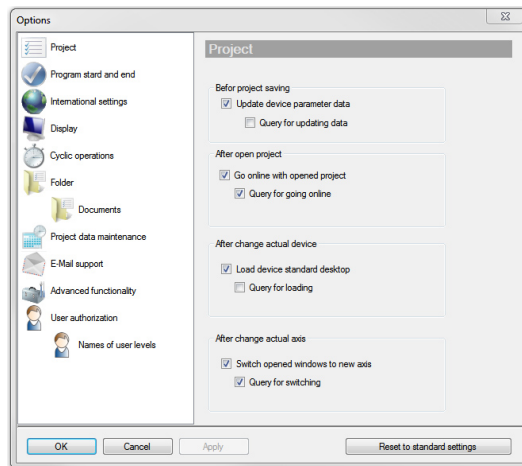 Options
Project
Program stard and end
International settings
Display
Cyclic operations
Folder
Documents
Project data maintenance
E-Mail support
Advanced functionality
User authorization
Names of user levels
Project
Befor project saving
Update device parameter data
Query for updating data
After open project
Go online with opened project
Query for going online
After change actual device
Load device standard desktop
Query for loading
After change actual axis
Switch opened windows to new axis
Query for switching
OK
Cancel
Apply
Reset to standard settings